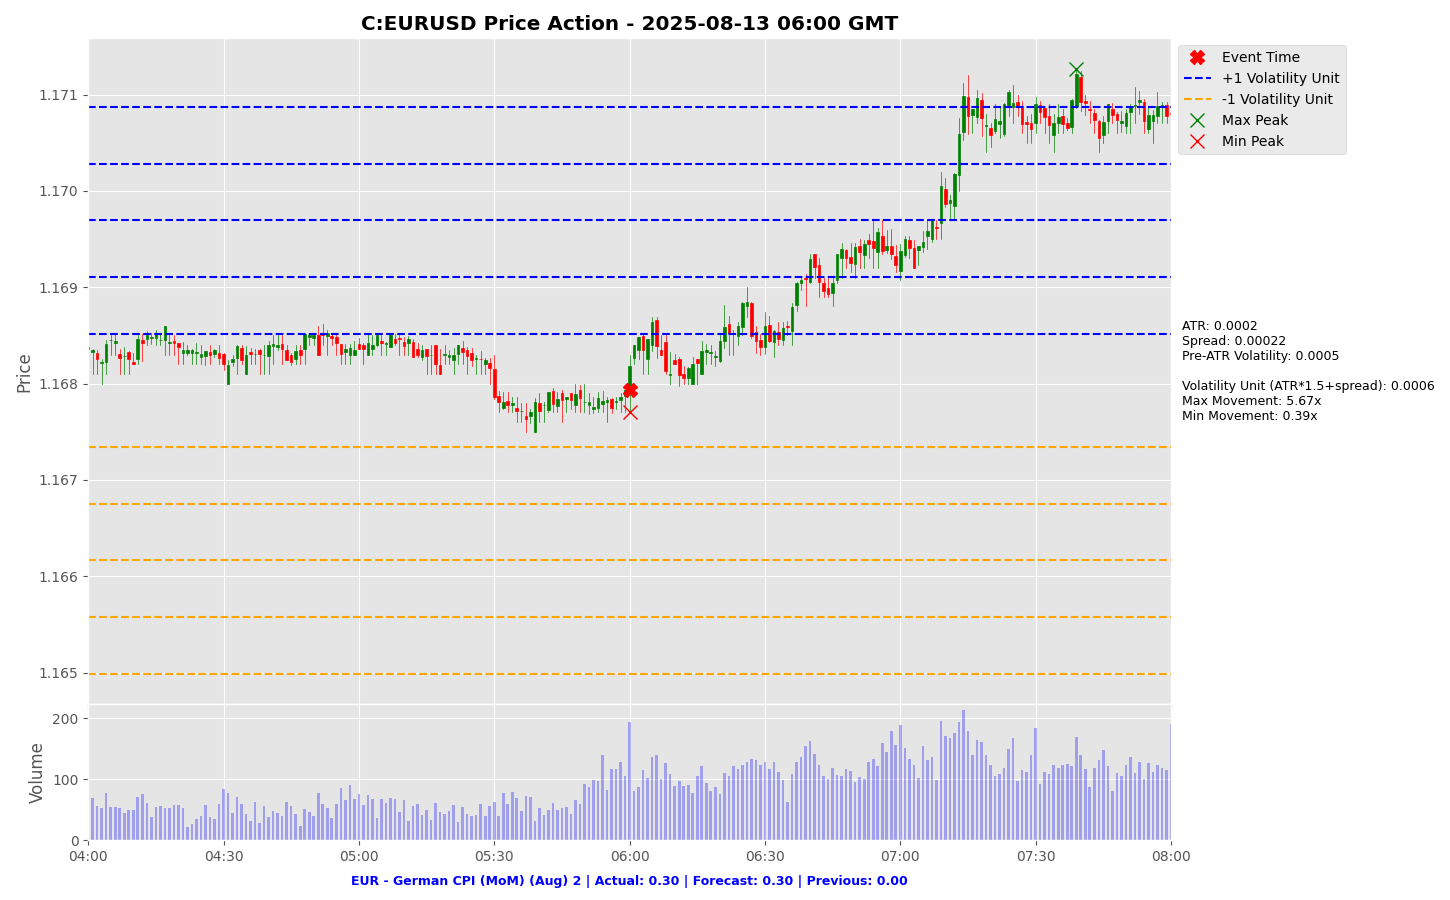 C:EURUSD Price Action - 2025-08-13 06:00 GMT
Event Time
+1 Volatility Unit
-1 Volatility Unit
Max Peak
Min Peak
1.171
1.170
1.169
1.168
1.167
1.166
1.165
Price
ATR: 0.0002
Spread: 0.00022
Pre-ATR Volatility: 0.0005
Volatility Unit (ATR*1.5+spread): 0.0006
Max Movement: 5.67x
Min Movement: 0.39x
200
100
0
Volume
04:00 04:30 05:00 05:30 06:00 06:30 07:00 07:30 08:00
EUR - German CPI (MoM) (Aug) 2 | Actual: 0.30 | Forecast: 0.30 | Previous: 0.00